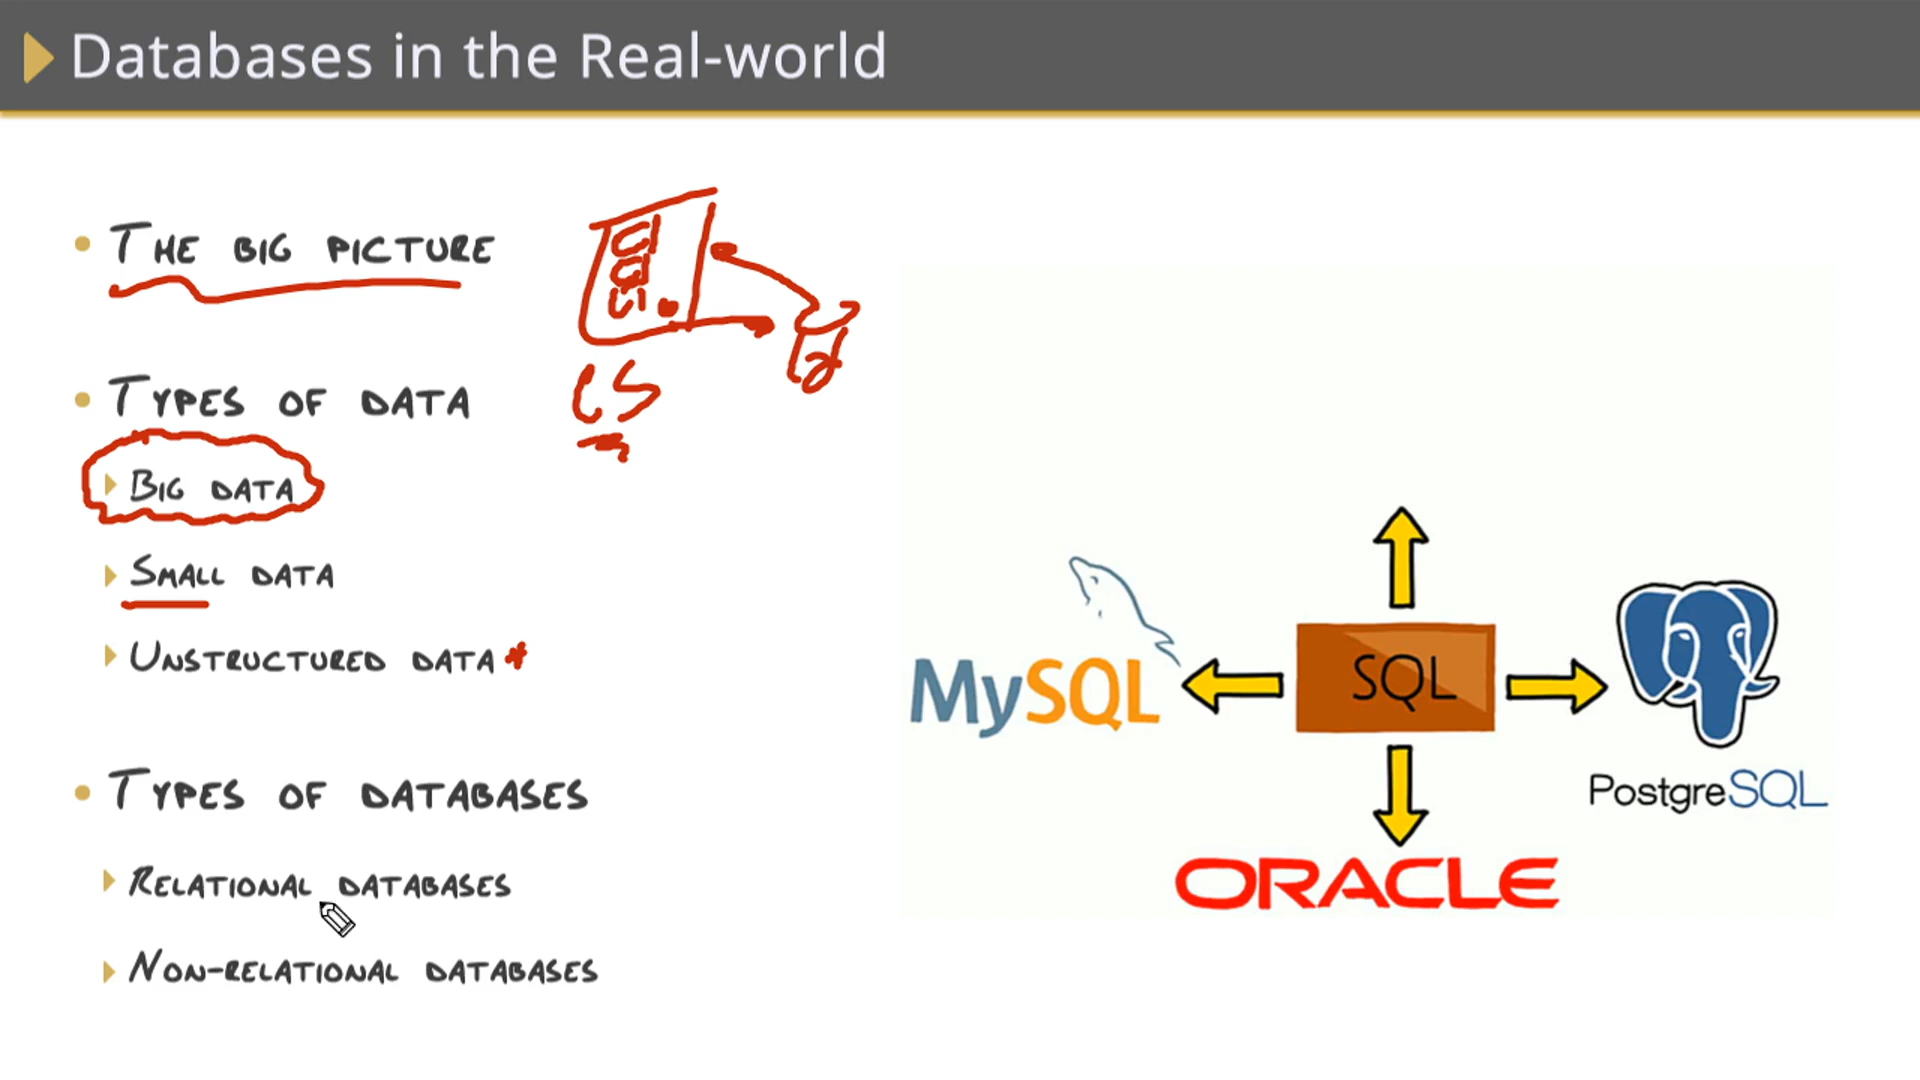 Databases in the Real-world
THE BIG PICTURE
TYPES OF DATA
CS
BIG DATA
SMALL DATA
UNSTRUCTURED DATA*
TYPES OF DATABASES
RELATIONAL DATABASES
NON-RELATIONAL DATABASES
MySQL
SQL
PostgreSQL
ORACLE